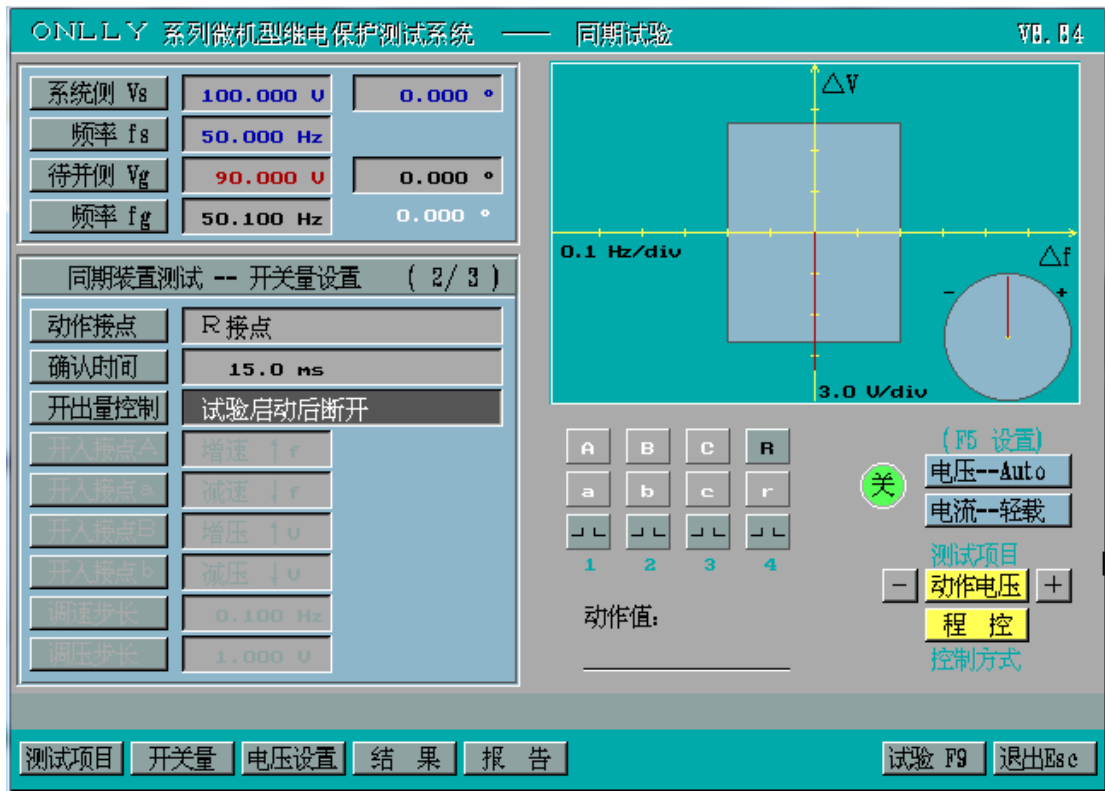 ONLLY 系列微机型继电保护测试系统 —— 同期试验 V8.84
系统侧 Vs 100.000 V 0.000 °
频率 fs 50.000 Hz
待并侧 Vg 90.000 V 0.000 °
频率 fg 50.100 Hz 0.000 °
同期装置测试 -- 开关量设置 ( 2/ 3 )
动作接点 R 接点
确认时间 15.0 ms
开出量控制 试验启动后断开
开入接点A 增速 ↑ f
开入接点a 减速 ↓ f
开入接点B 增压 ↑ U
开入接点b 减压 ↓ U
调速步长 0.100 Hz
调压步长 1.000 V
△V
0.1 Hz/div
△f
- +
3.0 V/div
A B C R
a b c r
1 2 3 4
动作值:
关
(F5 设置)
电压--Auto
电流--轻载
测试项目
- 动作电压 +
程 控
控制方式
测试项目 开关量 电压设置 结 果 报 告 试验 F9 退出Esc